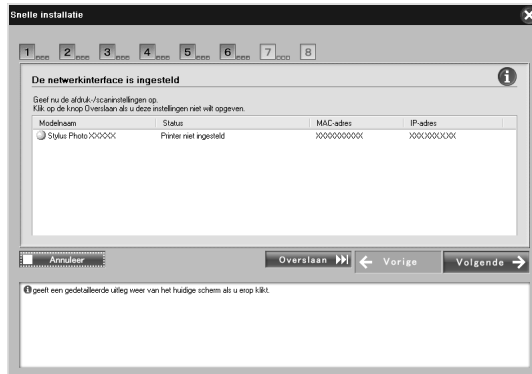 Snelle installatie
1 2 3 4 5 6 7 8
De netwerkinterface is ingesteld
Geef nu de afdruk-/scaninstellingen op.
Klik op de knop Overslaan als u deze instellingen niet wilt opgeven.
Modelnaam Status MAC-adres IP-adres
Stylus Photo XXXXX Printer niet ingesteld XXXXXXXXXX XXXXXXXXXX
Annuleer Overslaan Vorige Volgende
geeft een gedetailleerde uitleg weer van het huidige scherm als u erop klikt.